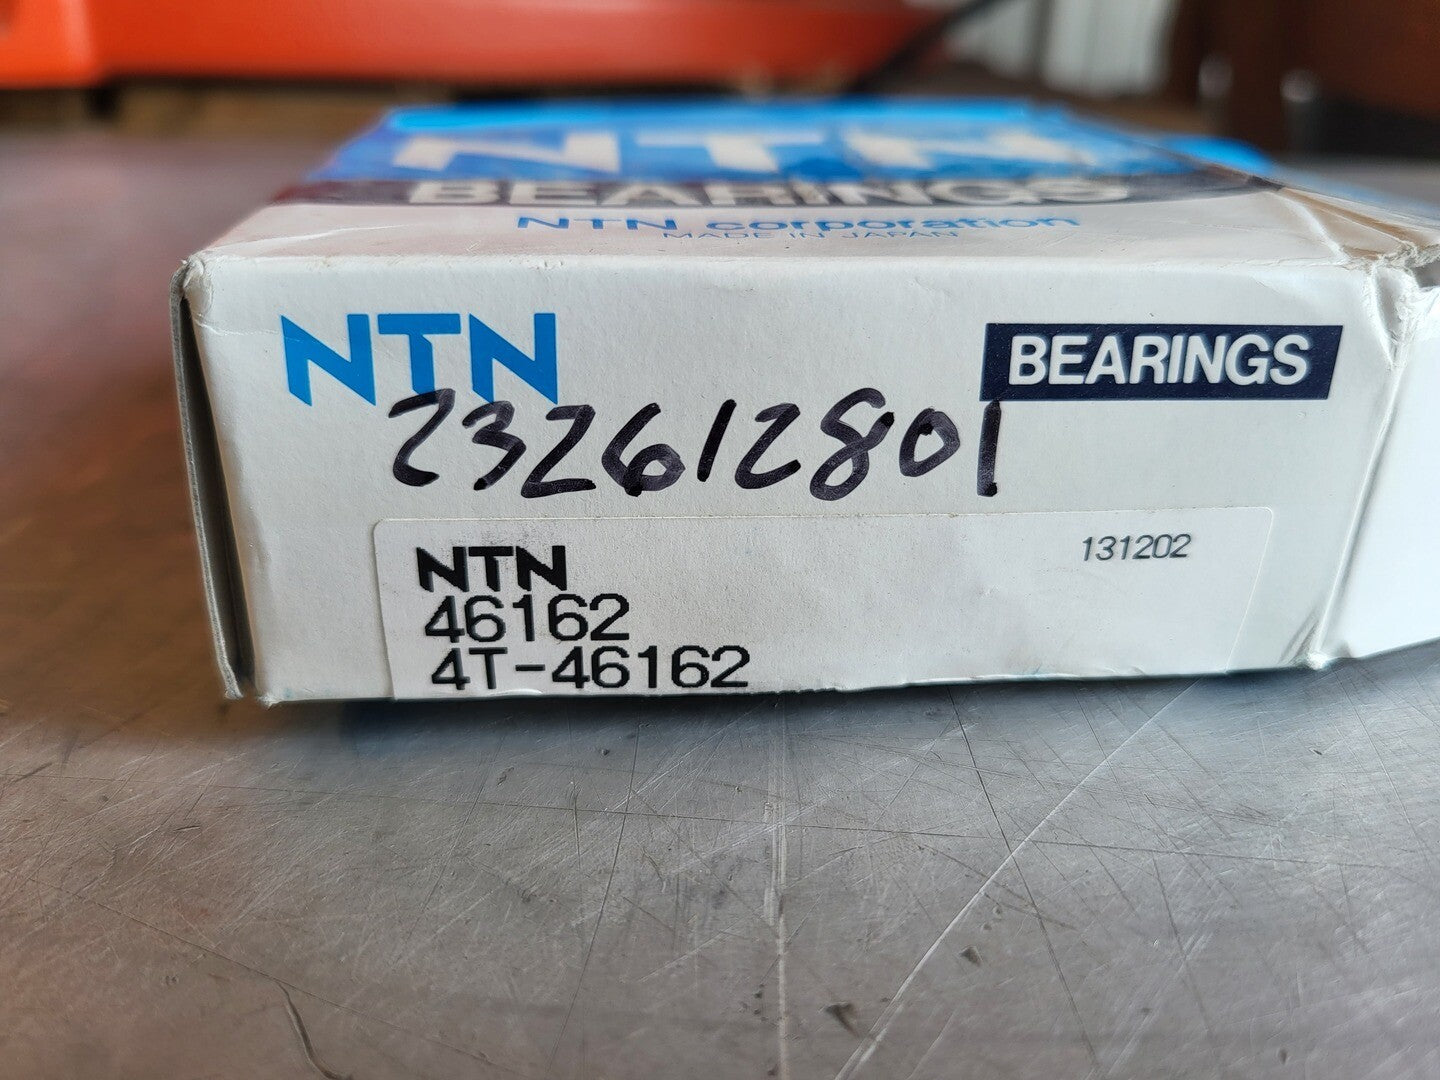 NTN
BEARINGS
NTN corporation
MADE IN JAPAN
NTN BEARINGS
232612801
NTN 131202
46162
4T-46162